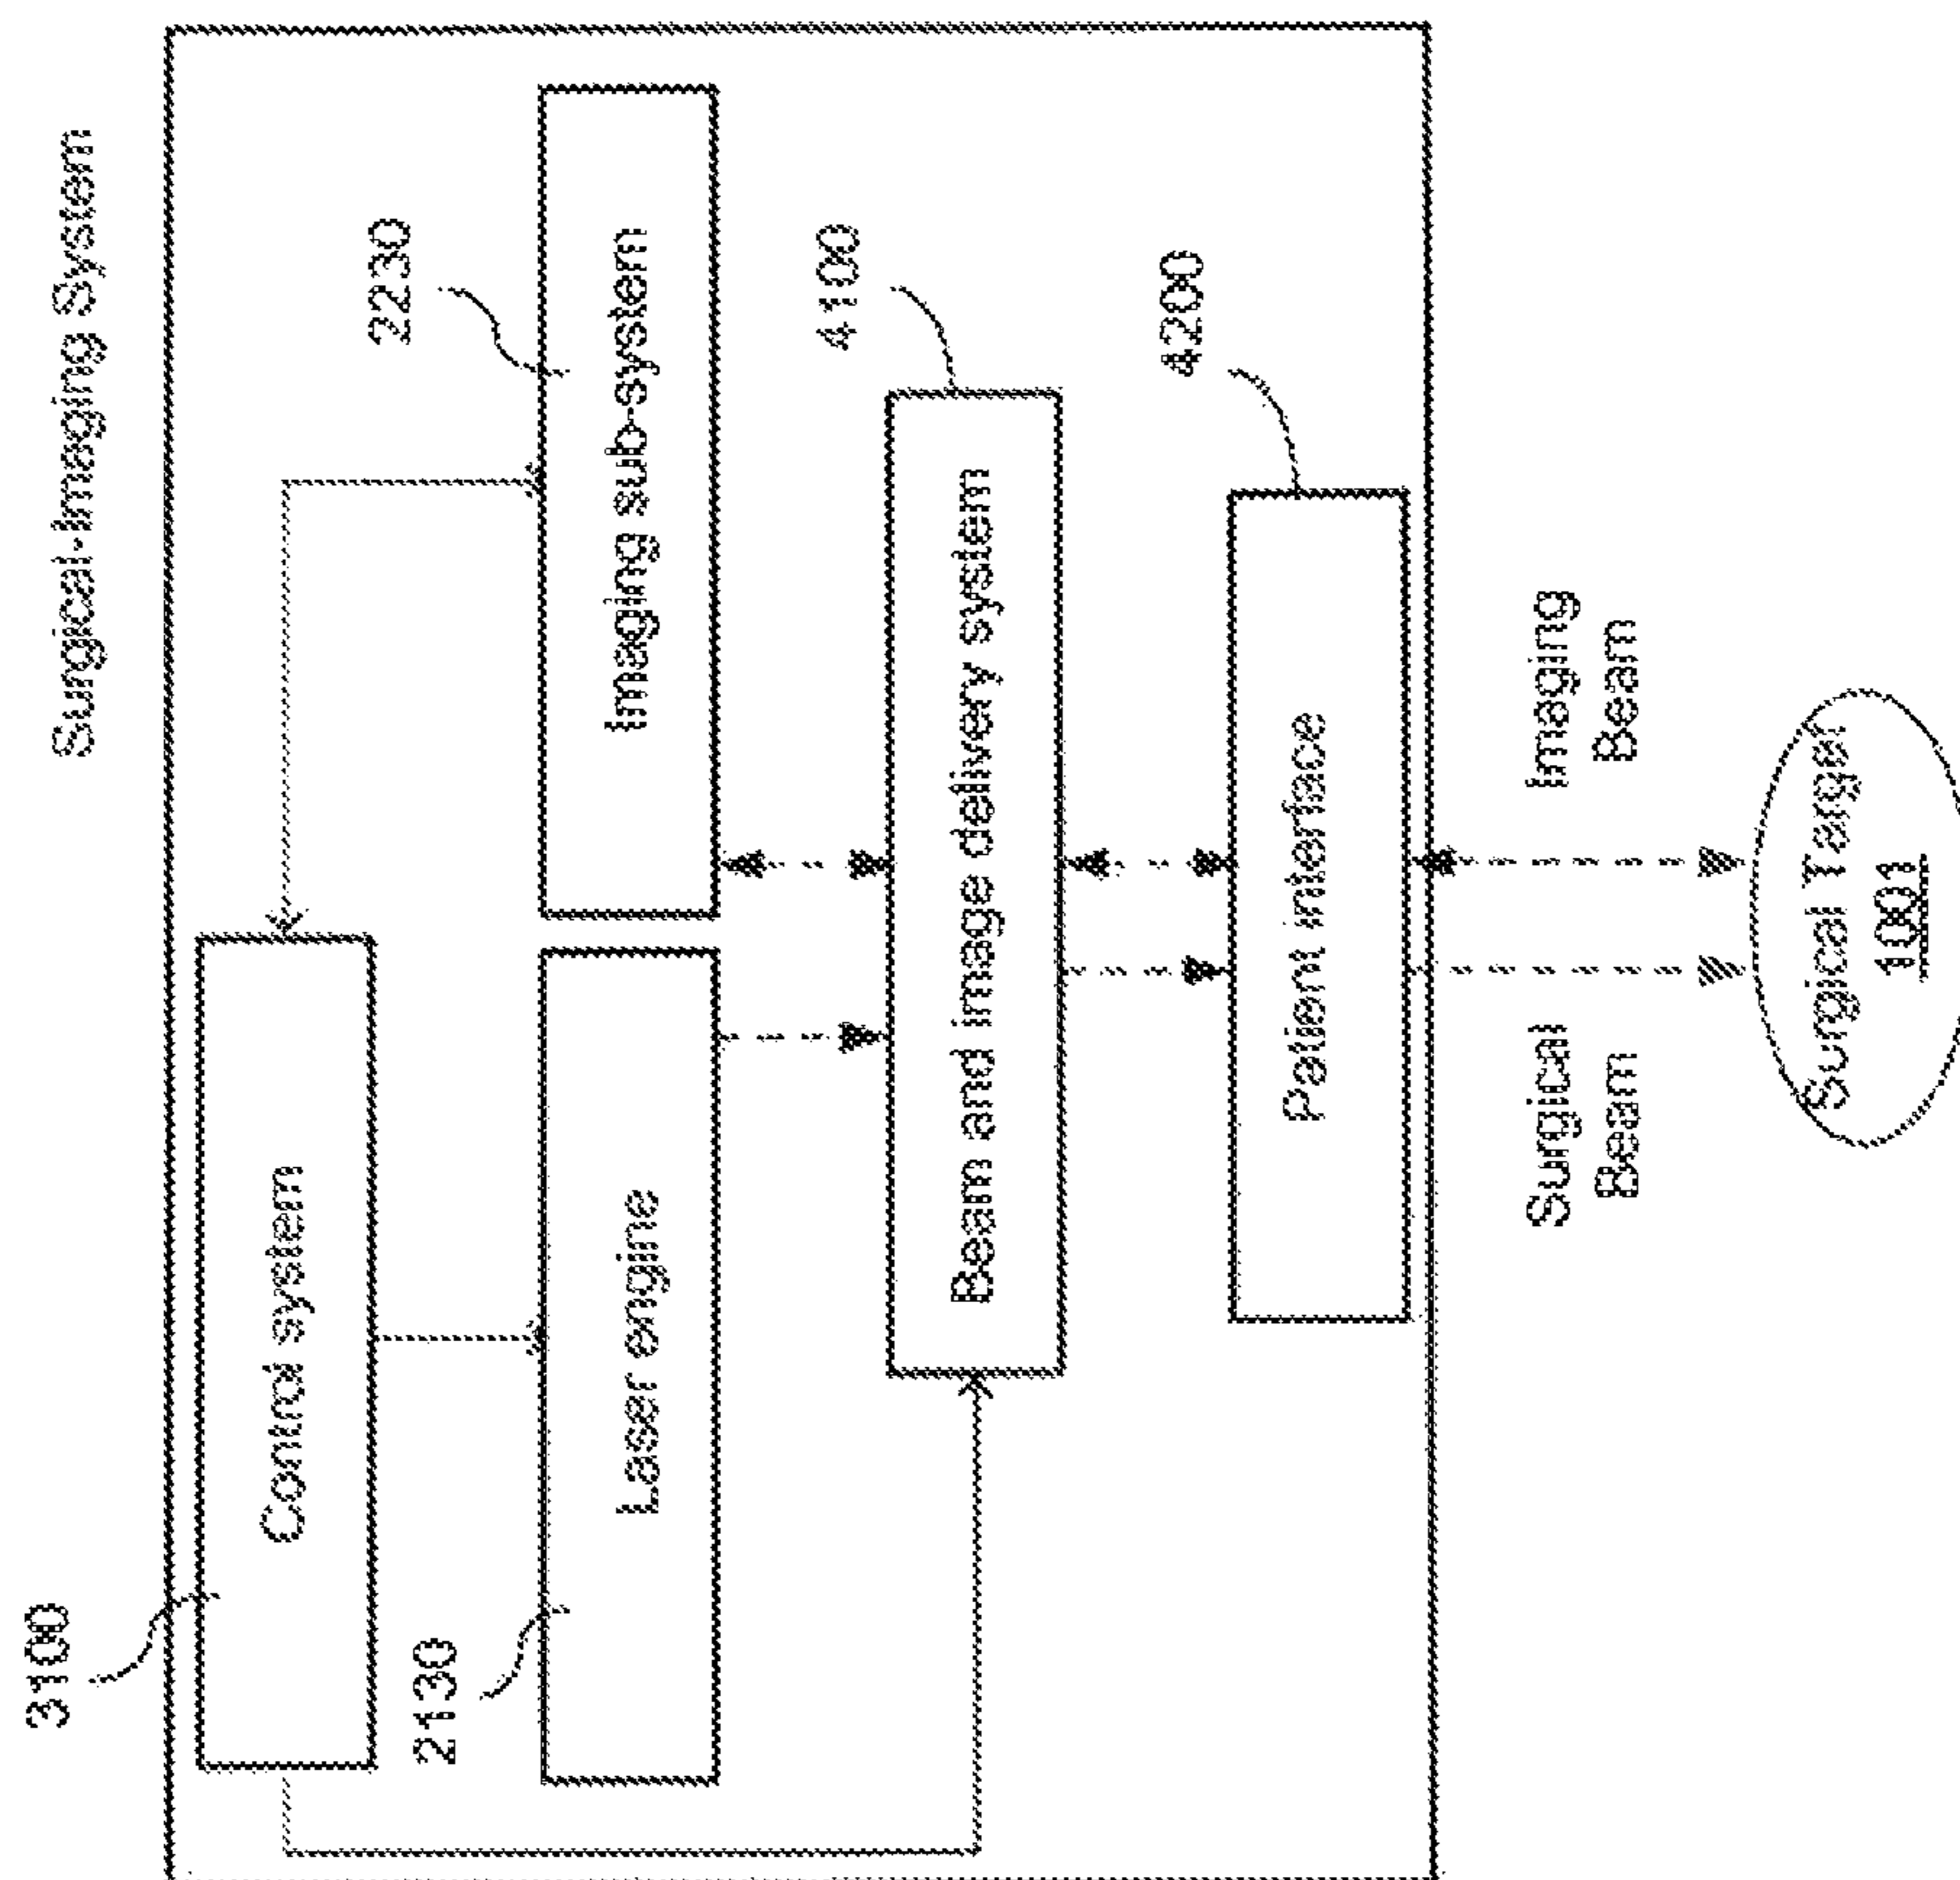 3100
Surgical-Imaging System
Control system
2130
2230
Laser engine
Imaging sub-system
4100
Beam and image delivery system
4200
Patient interface
Surgical
Beam
Imaging
Beam
Surgical Target
1001